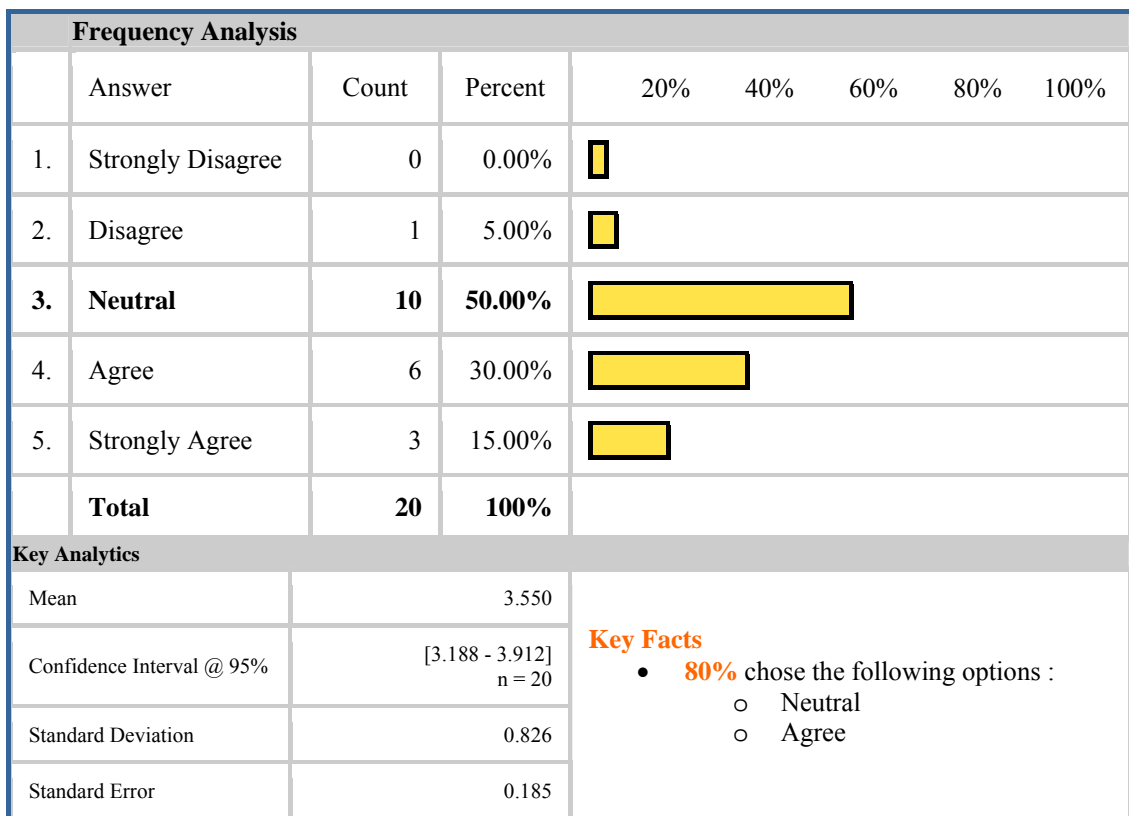 Frequency Analysis
Answer Count Percent 20% 40% 60% 80% 100%
1. Strongly Disagree 0 0.00%
2. Disagree 1 5.00%
3. Neutral 10 50.00%
4. Agree 6 30.00%
5. Strongly Agree 3 15.00%
Total 20 100%
Key Analytics
Mean 3.550
Confidence Interval @ 95% [3.188 - 3.912]
n = 20
Standard Deviation 0.826
Standard Error 0.185
Key Facts
• 80% chose the following options :
o Neutral
o Agree